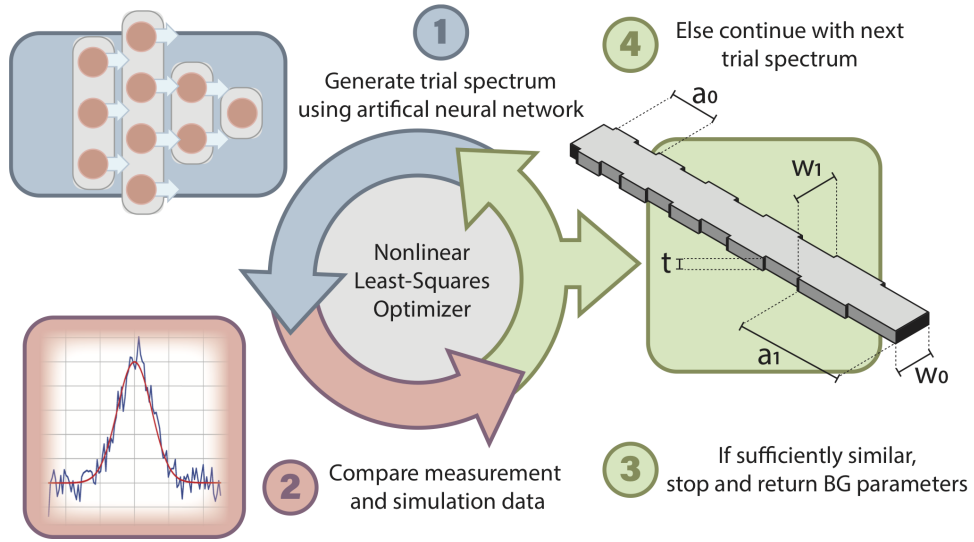 1
Generate trial spectrum
using artifical neural network
4
Else continue with next
trial spectrum
a0
w1
t
a1
w0
Nonlinear
Least-Squares
Optimizer
2
Compare measurement
and simulation data
3
If sufficiently similar,
stop and return BG parameters